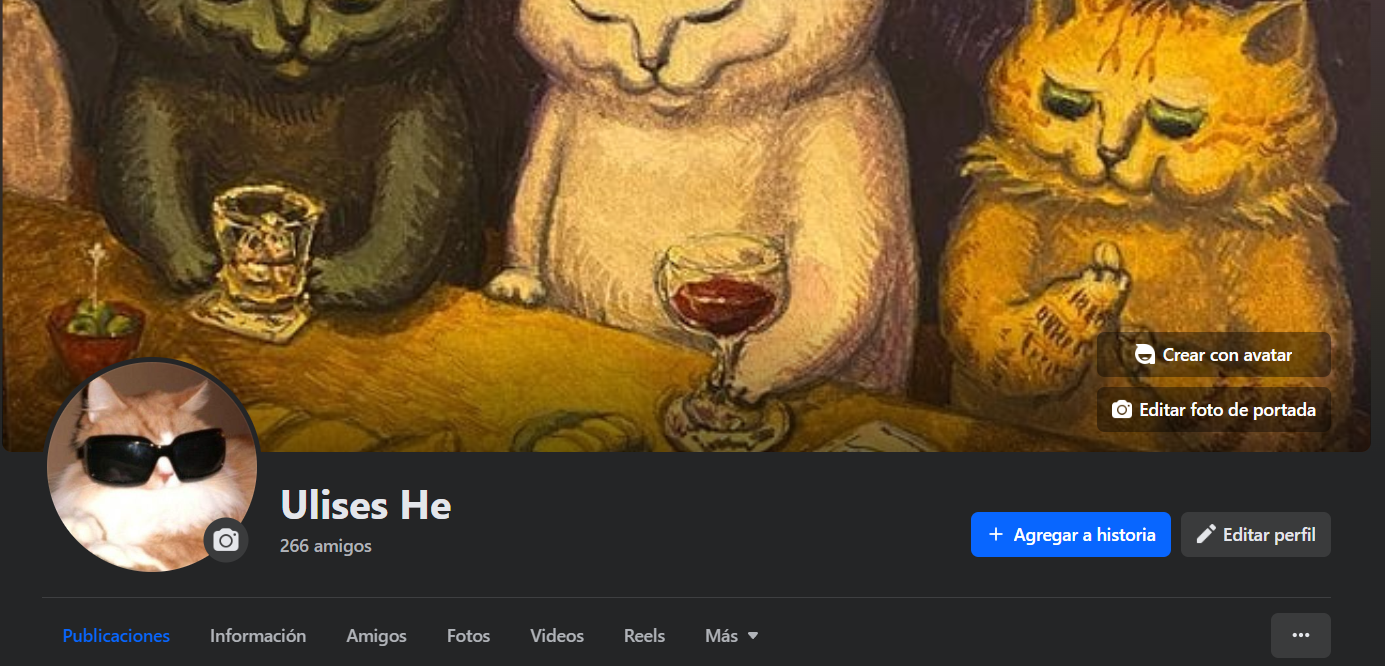 Crear con avatar
Editar foto de portada
Ulises He
266 amigos
+ Agregar a historia
Editar perfil
Publicaciones Información Amigos Fotos Videos Reels Más